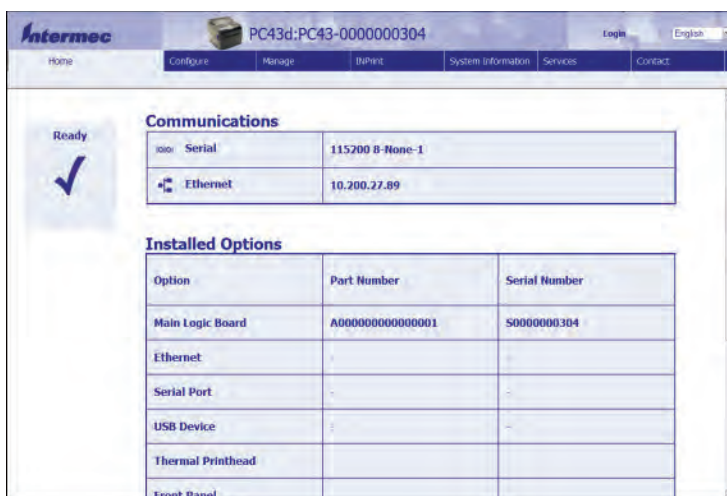 Intermec PC43d:PC43-0000000304 Login English
Home Configure Manage INPrint System Information Services Contact
Ready
Communications
Serial 115200 8-None-1
Ethernet 10.200.27.89
Installed Options
Option Part Number Serial Number
Main Logic Board A000000000000001 S0000000304
Ethernet - -
Serial Port - -
USB Device - -
Thermal Printhead
Front Panel